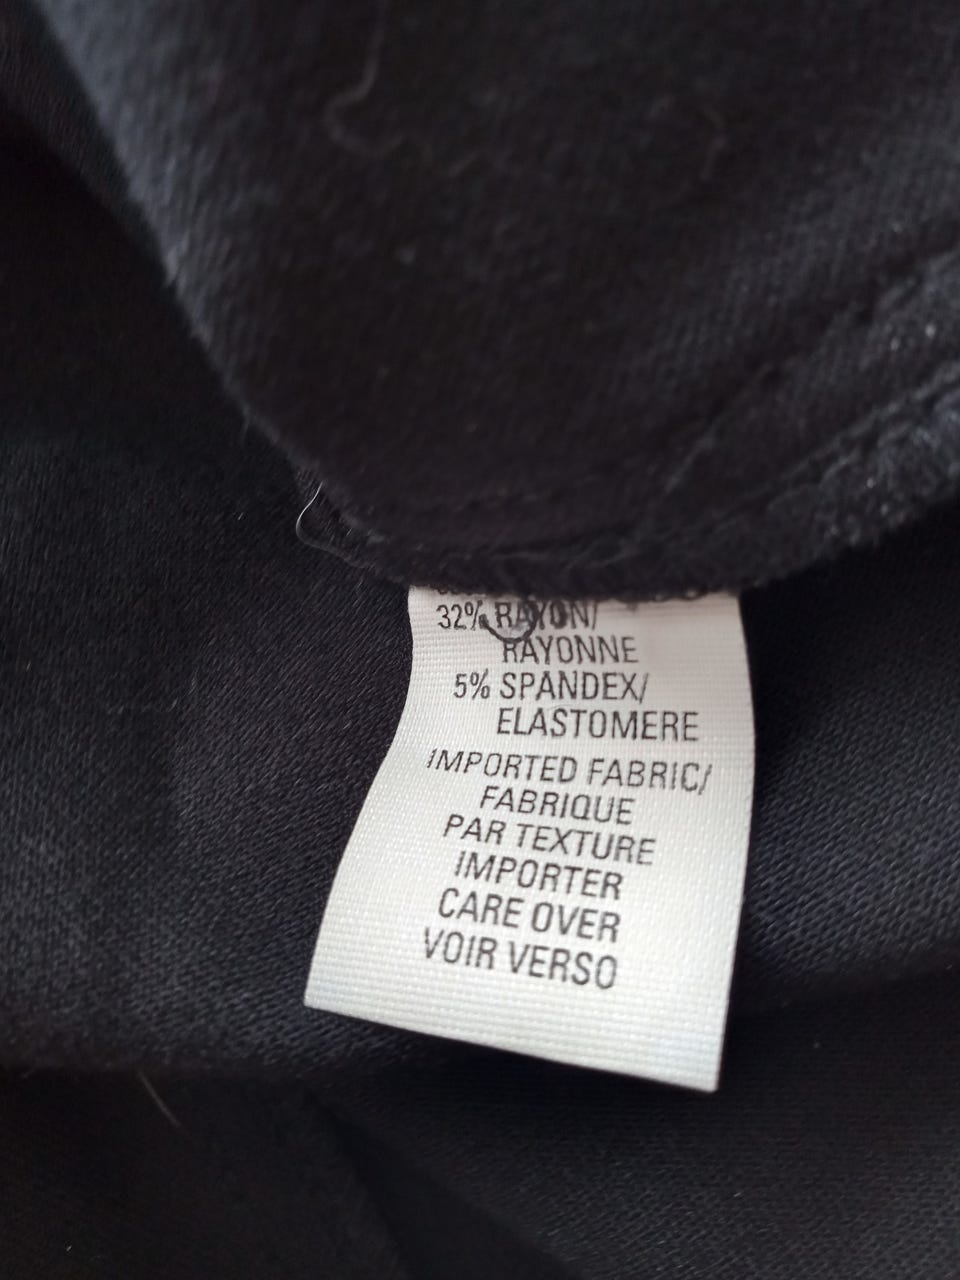 32% RAYON/
RAYONNE
5% SPANDEX/
ELASTOMERE
IMPORTED FABRIC/
FABRIQUE
PAR TEXTURE
IMPORTER
CARE OVER
VOIR VERSO